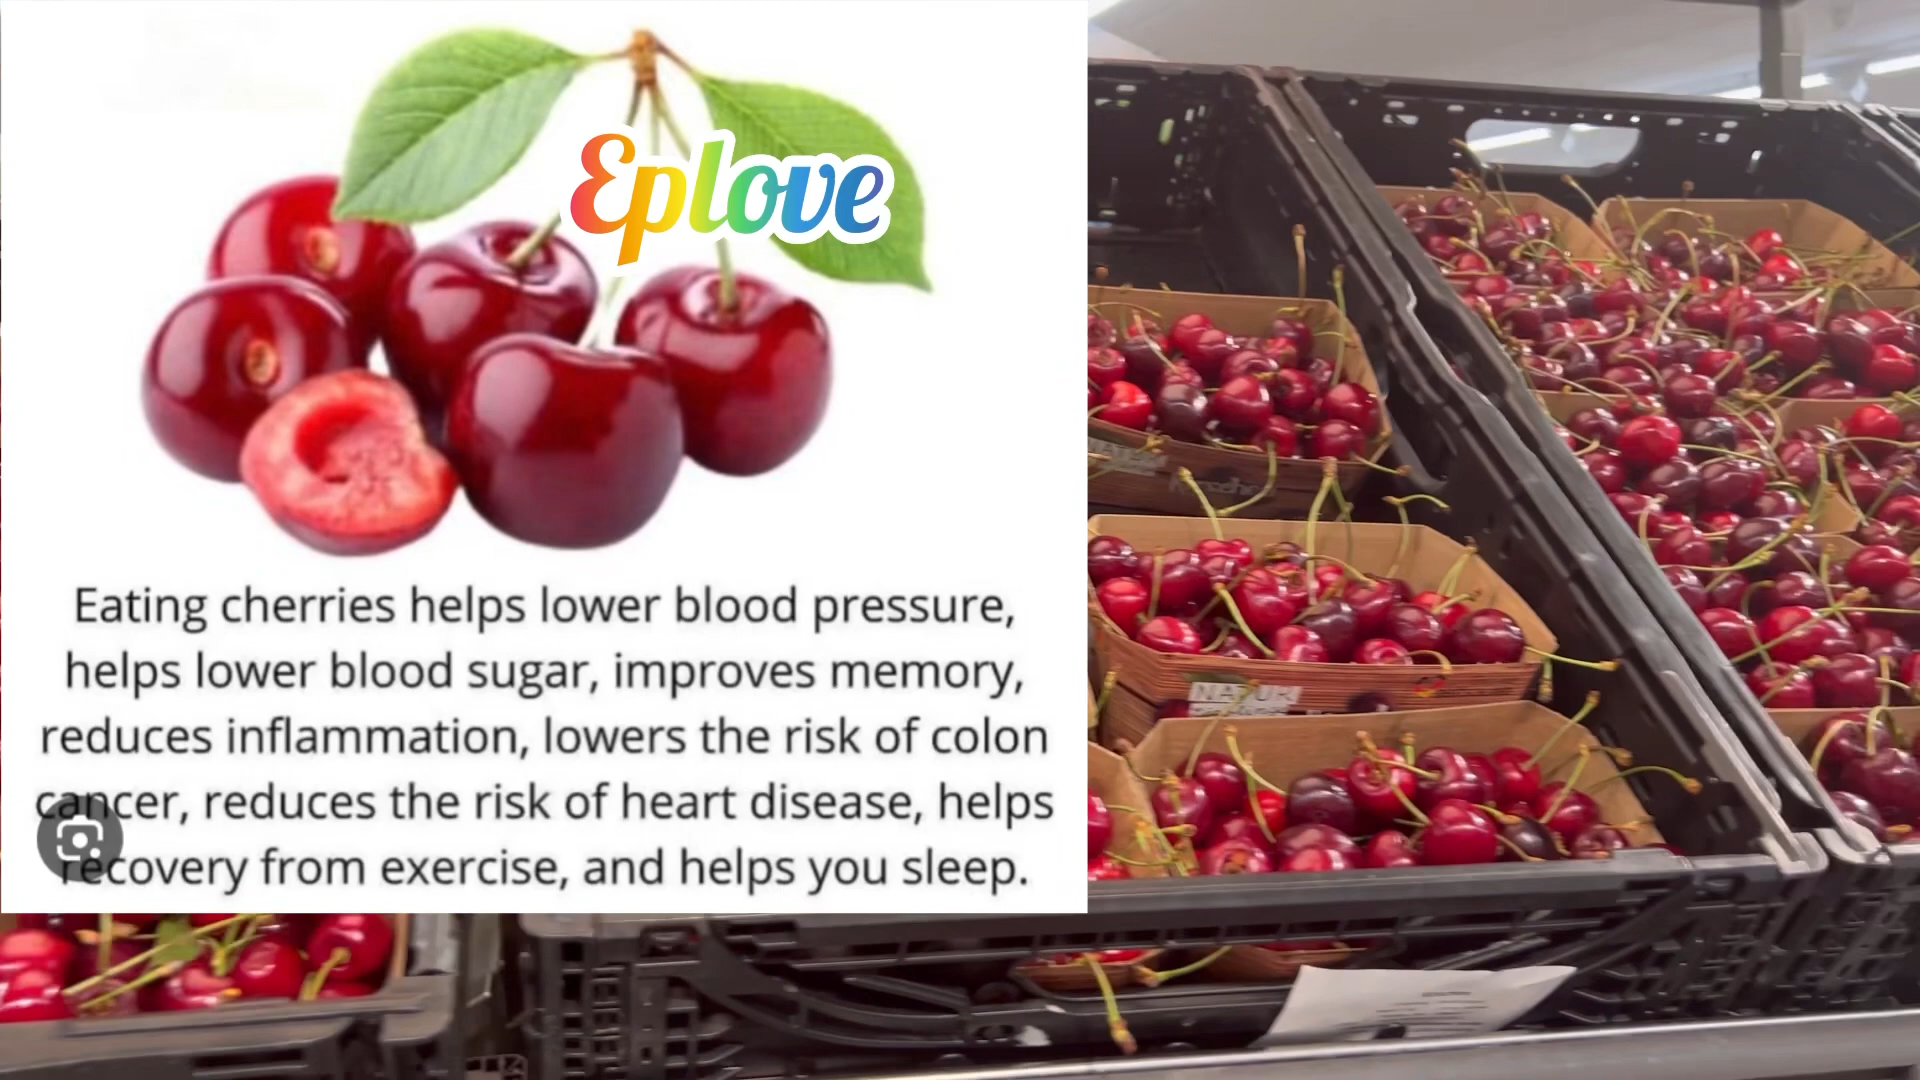 Eplove
Eating cherries helps lower blood pressure,
helps lower blood sugar, improves memory,
reduces inflammation, lowers the risk of colon
cancer, reduces the risk of heart disease, helps
recovery from exercise, and helps you sleep.
NATUR